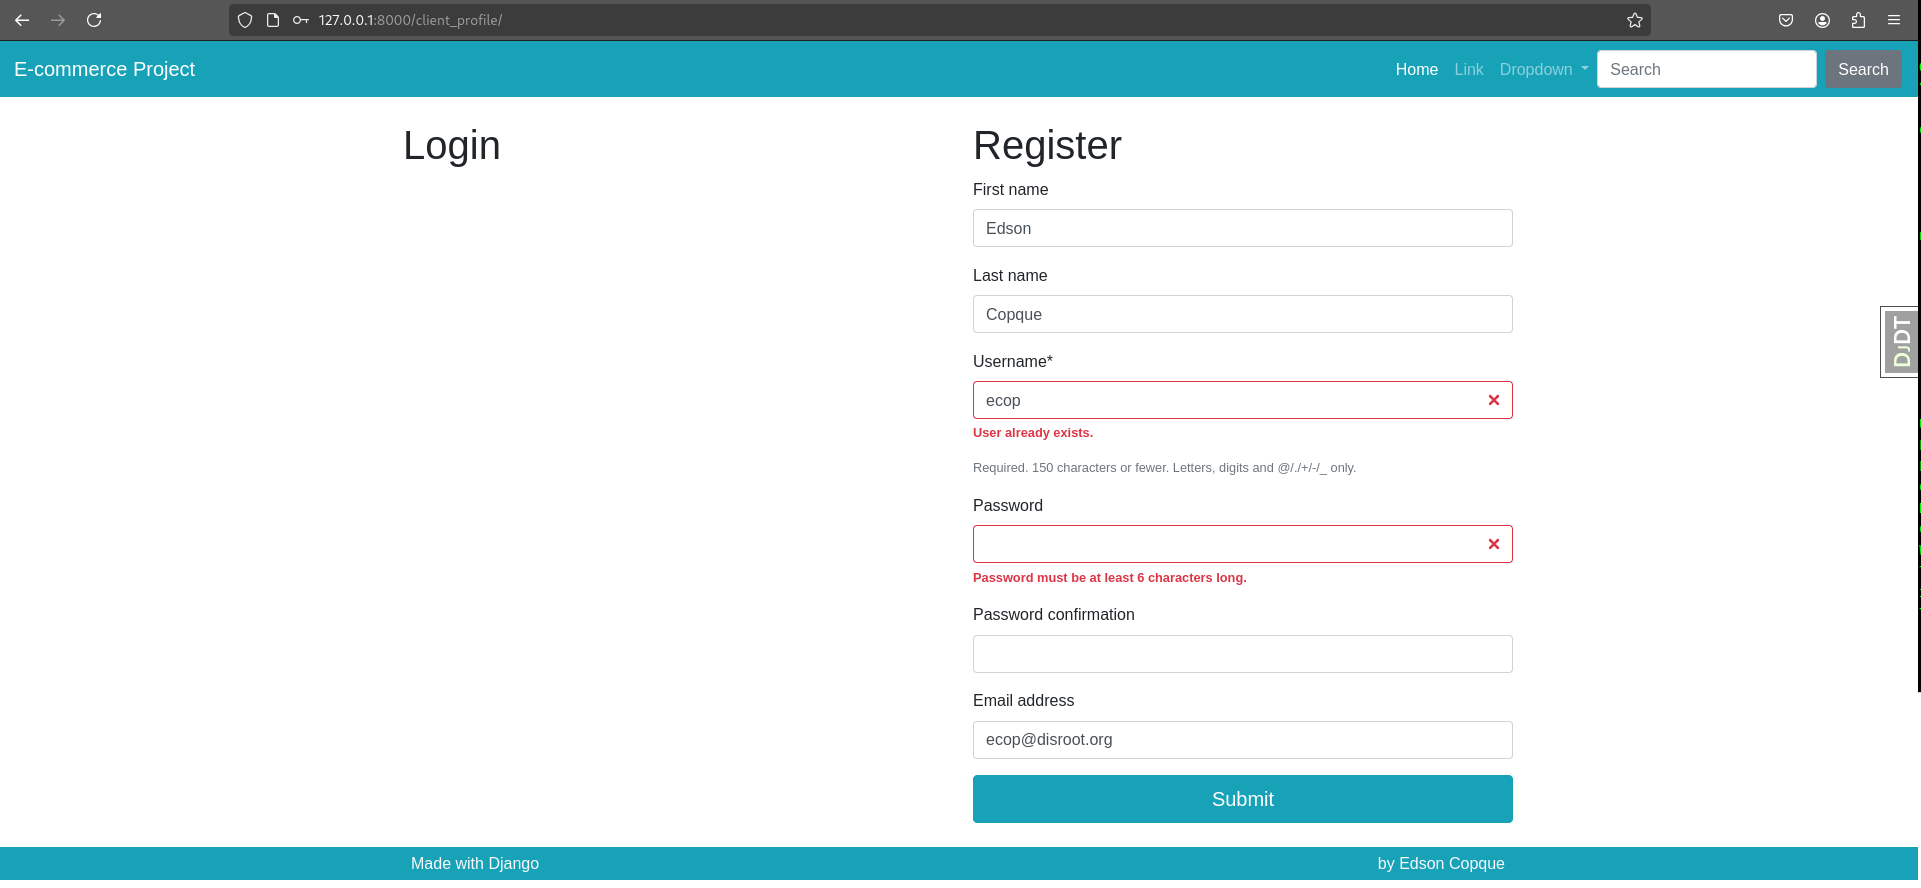 127.0.0.1:8000/client_profile/
E-commerce Project
Home Link Dropdown Search Search
Login
Register
First name
Edson
Last name
Copque
Username*
ecop
User already exists.
Required. 150 characters or fewer. Letters, digits and @/./+/-/_ only.
Password
Password must be at least 6 characters long.
Password confirmation
Email address
ecop@disroot.org
Submit
DJDT
Made with Django
by Edson Copque